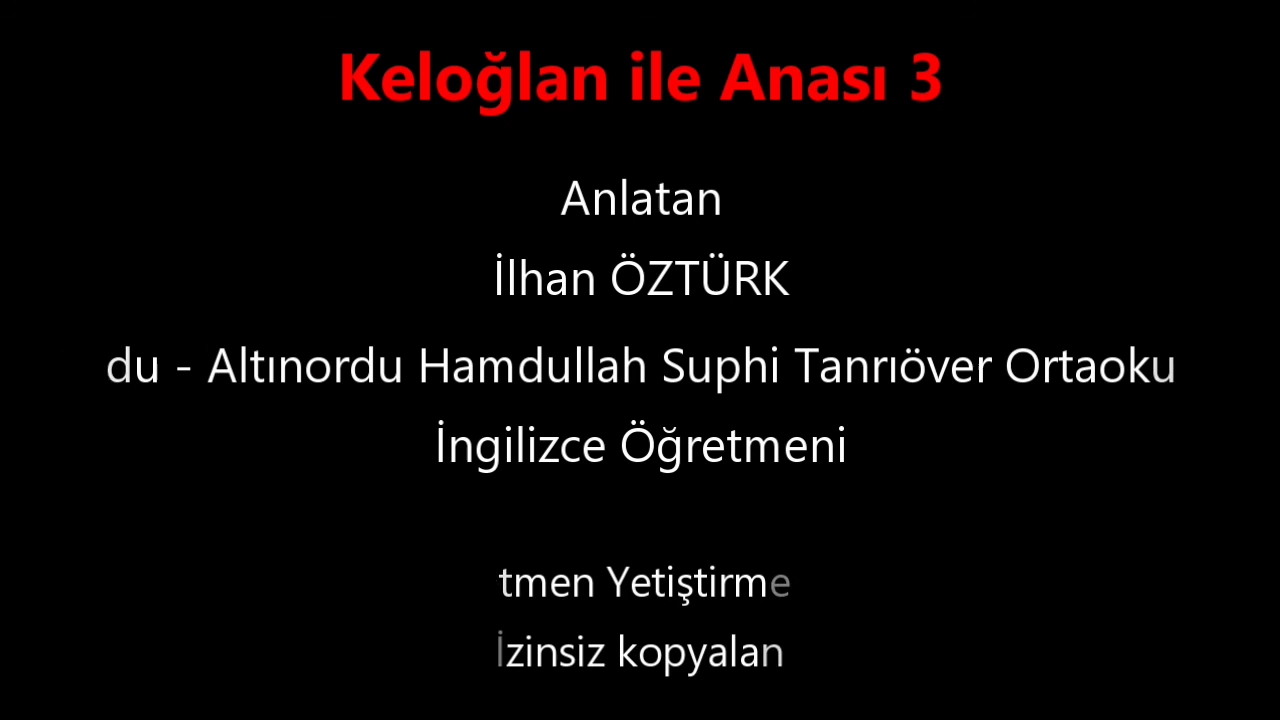 Keloğlan ile Anası 3
Anlatan
İlhan ÖZTÜRK
du - Altınordu Hamdullah Suphi Tanrıöver Ortaoku
İngilizce Öğretmeni
tmen Yetiştirme
İzinsiz kopyalan